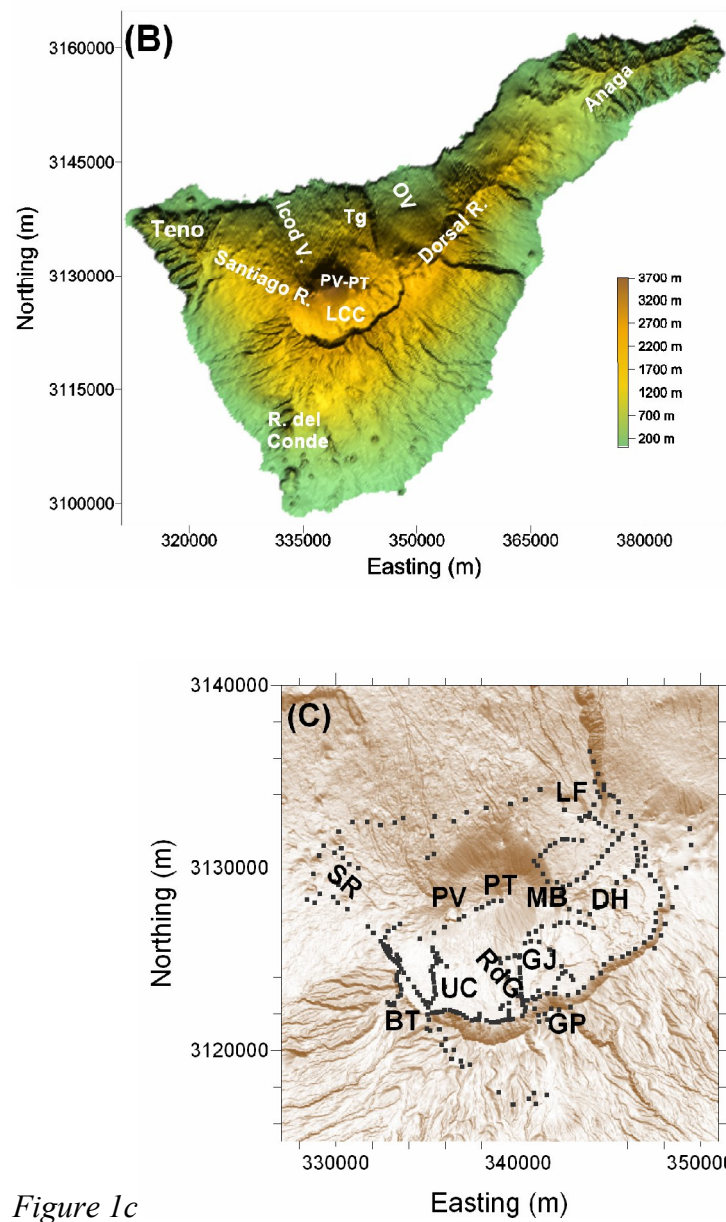 (B)
3160000
3145000
3130000
3115000
3100000
Northing (m)
Anaga
OV
Tg
Icod V.
Teno
Dorsal R.
Santiago R.
PV-PT
LCC
R. del
Conde
3700 m
3200 m
2700 m
2200 m
1700 m
1200 m
700 m
200 m
320000 335000 350000 365000 380000
Easting (m)
(C)
3140000
3130000
3120000
Northing (m)
LF
SR
PV PT MB DH
RdG GJ
UC
BT GP
330000 340000 350000
Figure 1c
Easting (m)